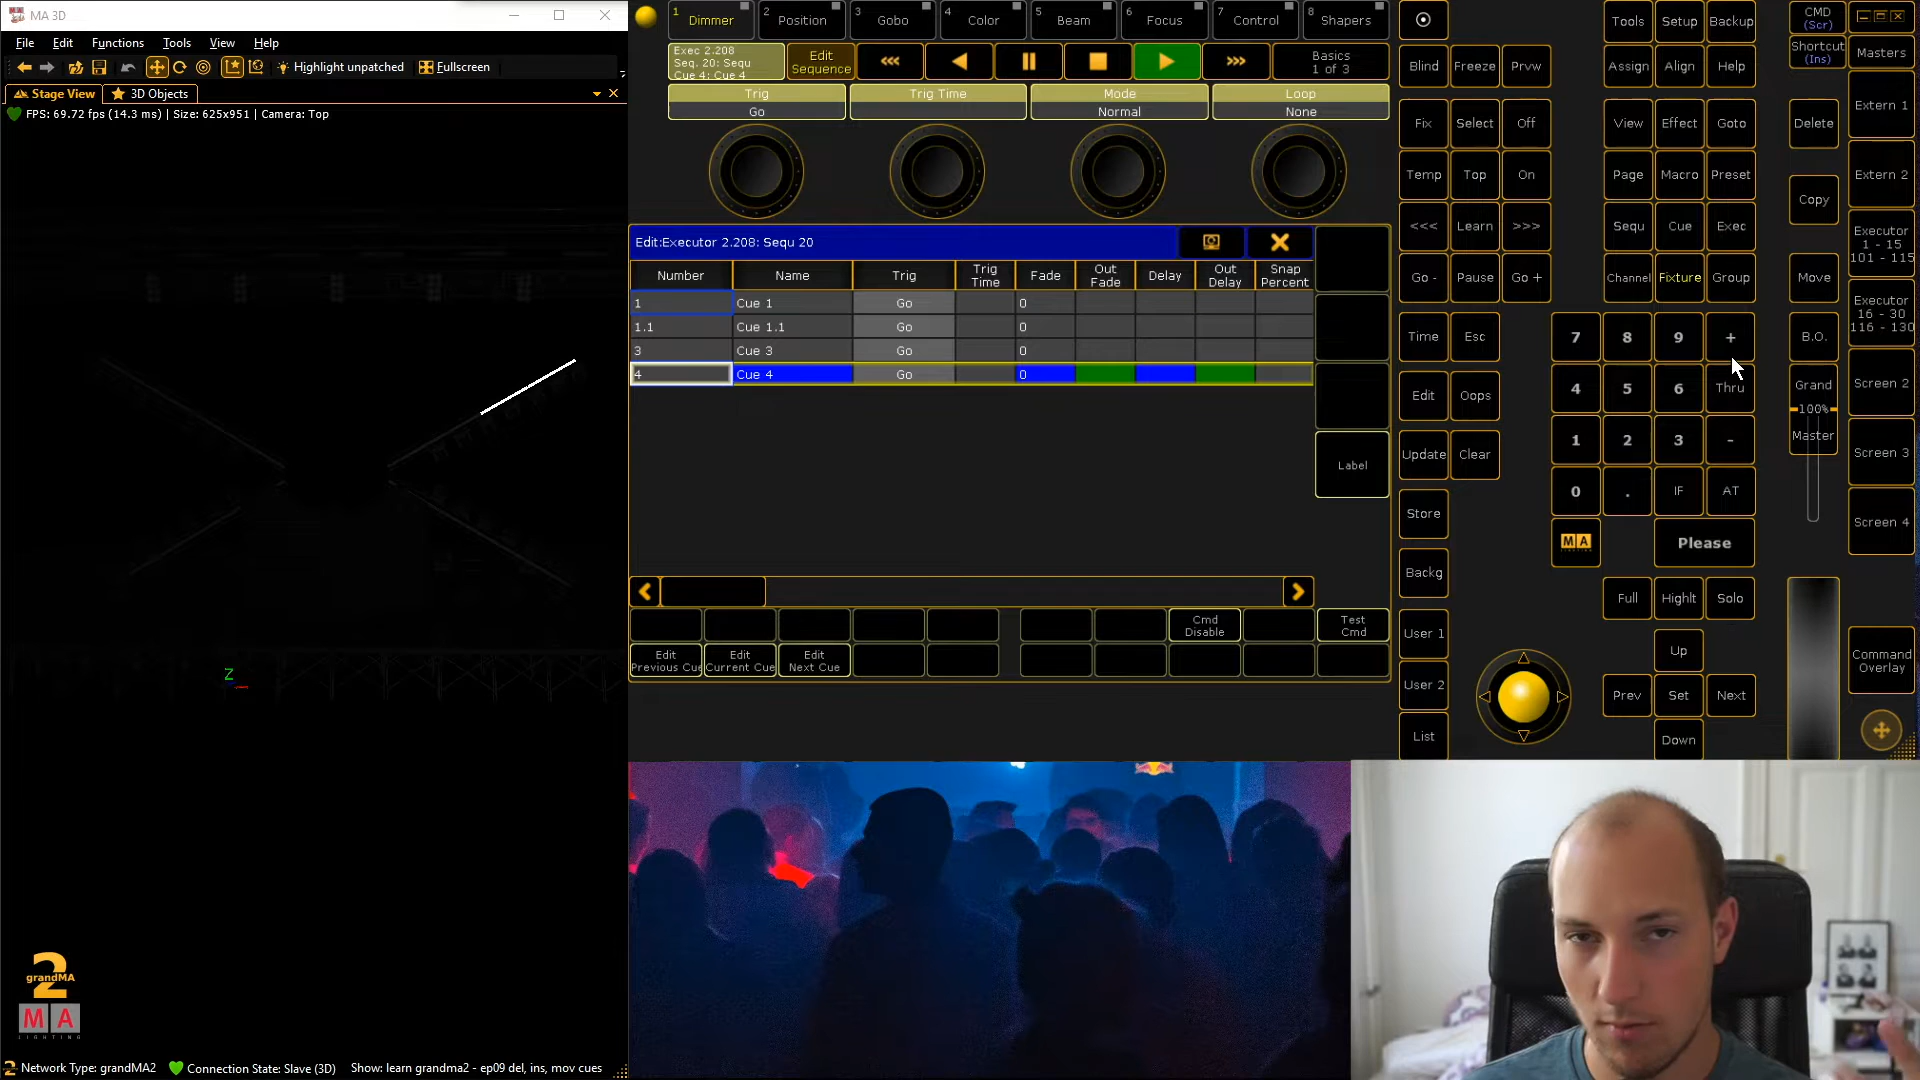 MA 3D
File Edit Functions Tools View Help
Highlight unpatched Fullscreen
Stage View 3D Objects
FPS: 69.72 fps (14.3 ms) | Size: 625x951 | Camera: Top
Z
2
grandMA
MA
LIGHTING
Network Type: grandMA2 Connection State: Slave (3D) Show: learn grandma2 - ep09 del, ins, mov cues
1 Dimmer 2 Position 3 Gobo 4 Color 5 Beam 6 Focus 7 Control 8 Shapers
Exec 2.208
Seq. 20: Sequ
Cue 4: Cue 4
Edit
Sequence
Basics
1 of 3
Trig Trig Time Mode Loop
Go Normal None
Edit:Executor 2.208: Sequ 20
Number Name Trig Trig Time Fade Out Fade Delay Out Delay Snap Percent
1 Cue 1 Go 0
1.1 Cue 1.1 Go 0
3 Cue 3 Go 0
4 Cue 4 Go 0
Label
Cmd
Disable
Test
Cmd
Edit
Previous Cue
Edit
Current Cue
Edit
Next Cue
Tools Setup Backup
CMD
(Scr)
Blind Freeze Prvw Assign Align Help
Shortcut
(Ins)
Masters
Fix Select Off View Effect Goto Delete
Extern 1
Temp Top On Page Macro Preset Copy
Extern 2
<<< Learn >>> Sequ Cue Exec
Executor
1 - 15
101 - 115
Go - Pause Go + Channel Fixture Group Move
Executor
16 - 30
116 - 130
Time Esc 7 8 9 + B.O.
Edit Oops 4 5 6 Thru
Grand
100%
Master
Screen 2
Update Clear 1 2 3 -
Screen 3
Store 0 . IF AT
Screen 4
MA
LIGHTING
Please
Backg
Full Highlt Solo
User 1
Up
Command
Overlay
User 2 Prev Set Next
List Down